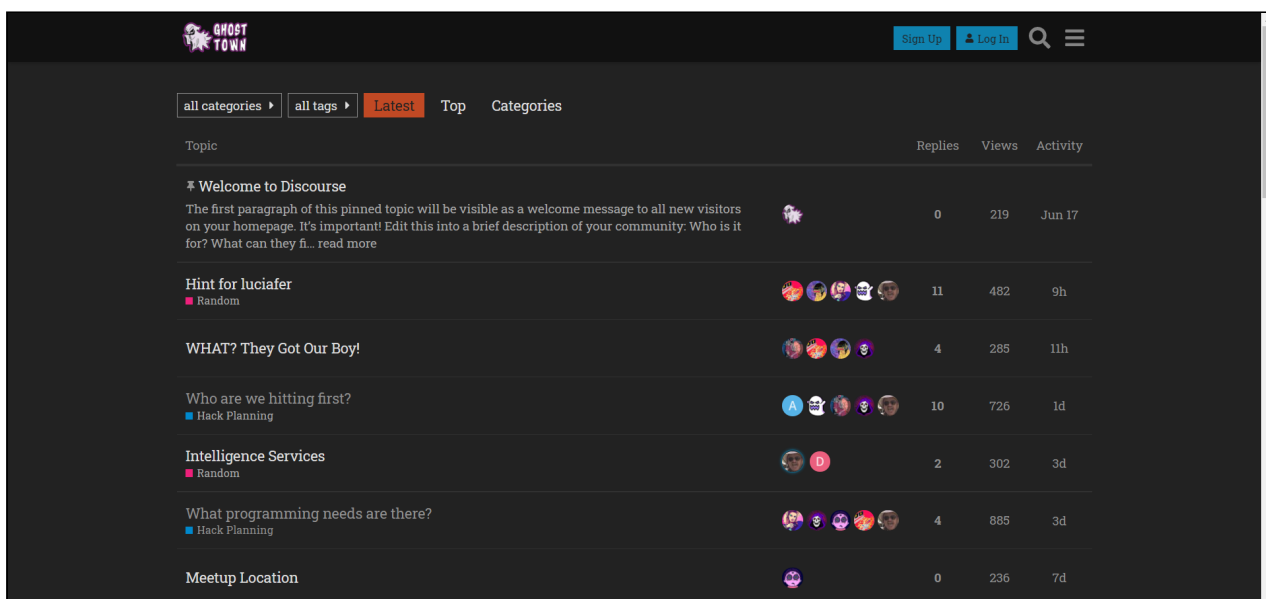 GHOST
TOWN
Sign Up
Log In
all categories
all tags
Latest
Top
Categories
Topic
Replies
Views
Activity
Welcome to Discourse
The first paragraph of this pinned topic will be visible as a welcome message to all new visitors
on your homepage. It's important! Edit this into a brief description of your community: Who is it
for? What can they fi... read more
0
219
Jun 17
Hint for luciafer
Random
11
482
9h
WHAT? They Got Our Boy!
4
285
11h
Who are we hitting first?
Hack Planning
A
10
726
1d
Intelligence Services
Random
D
2
302
3d
What programming needs are there?
Hack Planning
4
885
3d
Meetup Location
0
236
7d